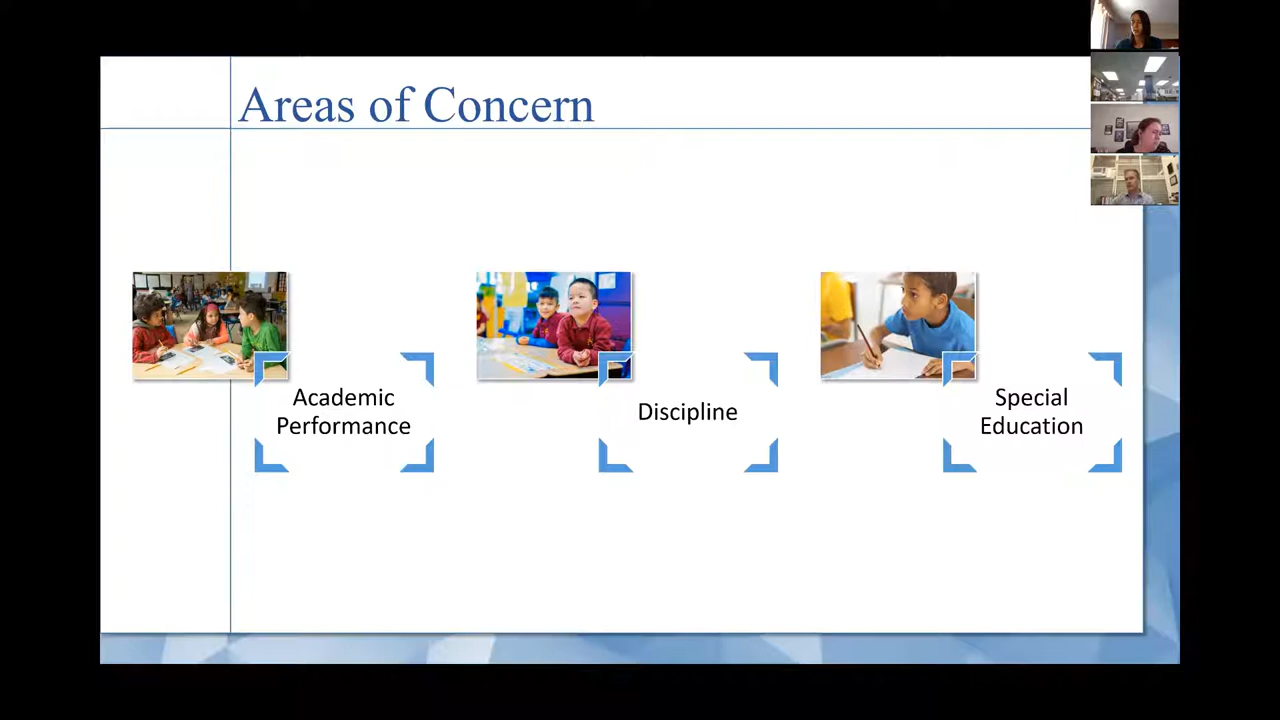 Areas of Concern
Academic
Performance
Discipline
Special
Education